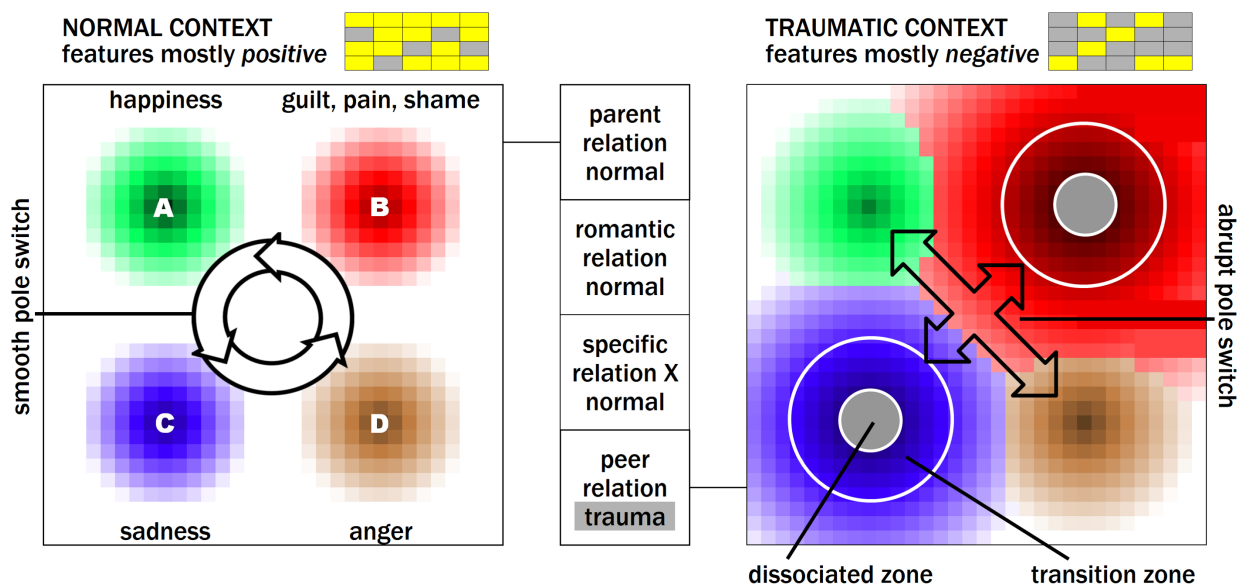 NORMAL CONTEXT
features mostly positive
happiness
guilt, pain, shame
A
B
smooth pole switch
C
D
sadness
anger
parent
relation
normal
romantic
relation
normal
specific
relation X
normal
peer
relation
trauma
TRAUMATIC CONTEXT
features mostly negative
abrupt pole switch
dissociated zone
transition zone